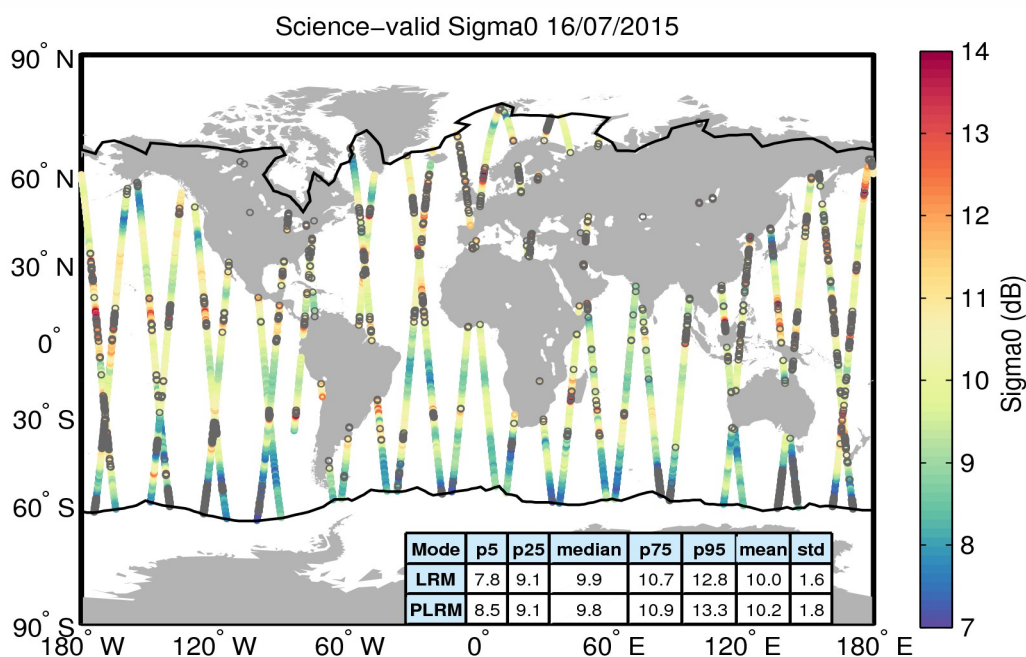 Science−valid Sigma0 16/07/2015
90° N
60° N
30° N
0°
30° S
60° S
90° S
180° W
120° W
60° W
0°
60° E
120° E
180° E
14
13
12
11
10
9
8
7
Sigma0 (dB)
Mode p5 p25 median p75 p95 mean std
LRM 7.8 9.1 9.9 10.7 12.8 10.0 1.6
PLRM 8.5 9.1 9.8 10.9 13.3 10.2 1.8